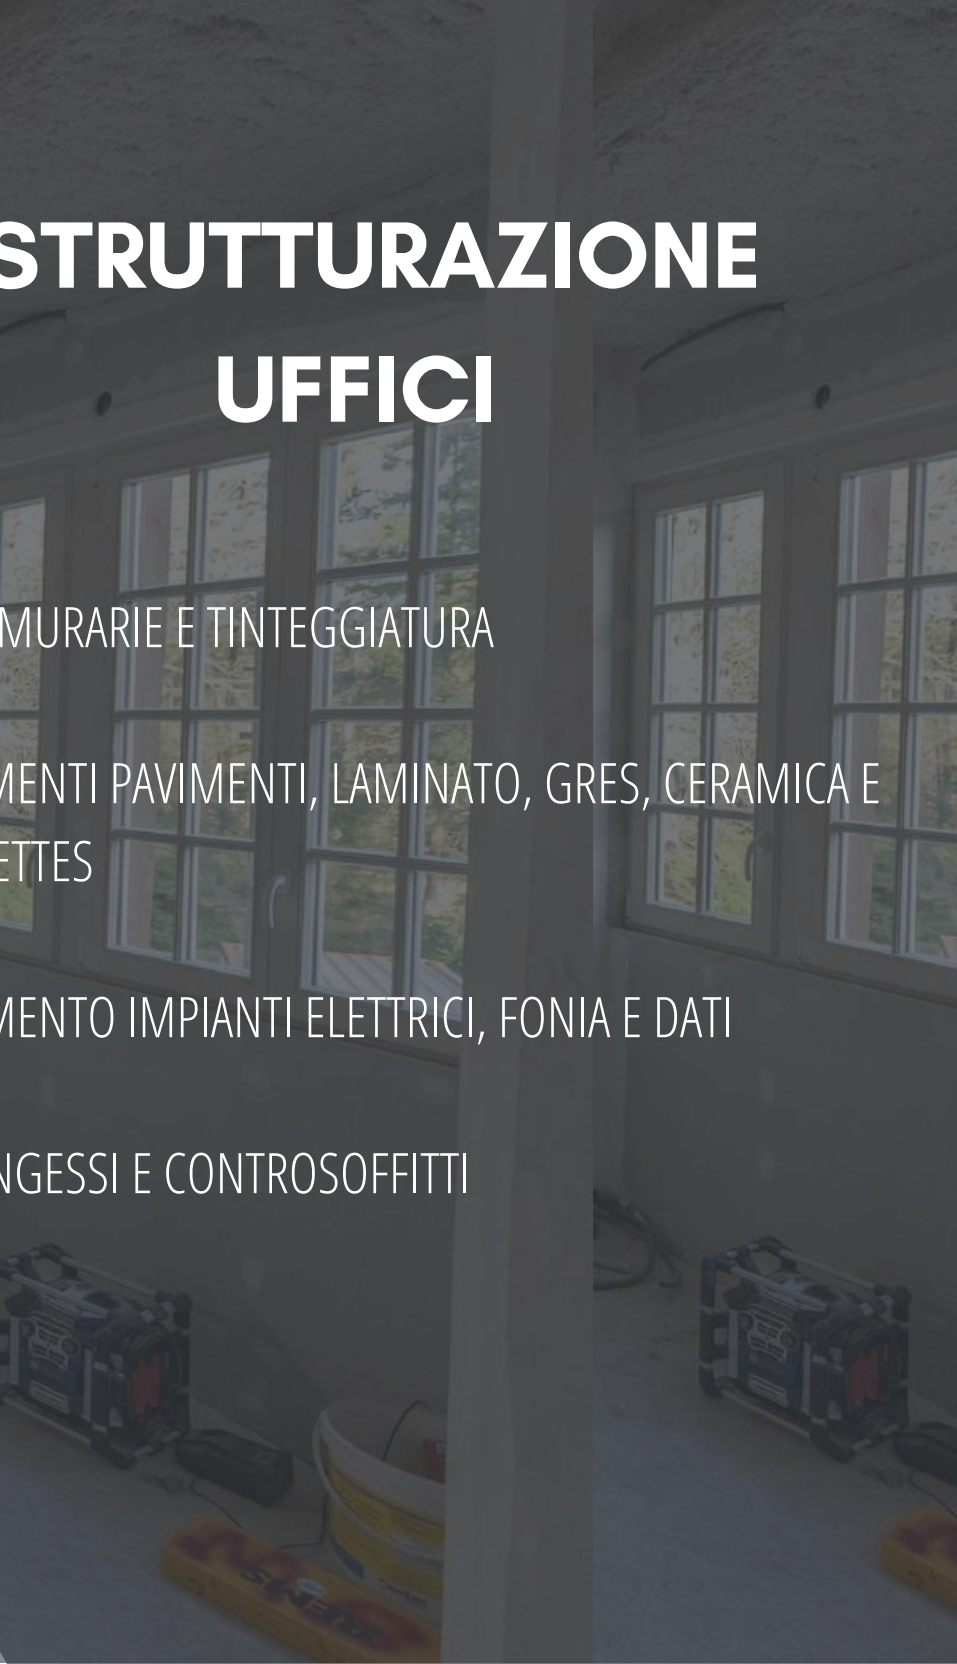 STRUTTURAZIONE
UFFICI
MURARIE E TINTEGGIATURA
MENTI PAVIMENTI, LAMINATO, GRES, CERAMICA E
ETTES
MENTO IMPIANTI ELETTRICI, FONIA E DATI
NGESSI E CONTROSOFFITTI